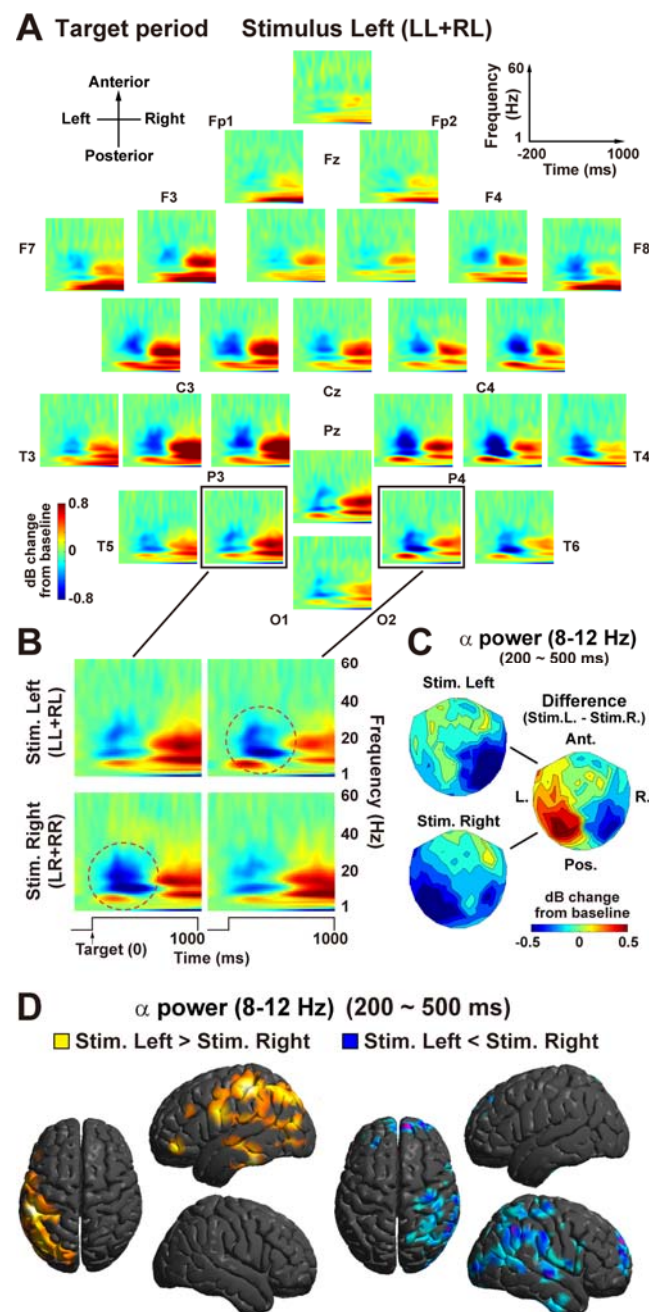 A Target period Stimulus Left (LL+RL)
Anterior
Left Right
Posterior
Frequency
(Hz)
60
1
-200 1000
Time (ms)
Fp1 Fp2
Fz
F3 F4
F7 F8
C3 Cz C4
Pz
T3 T4
P3 P4
T5 T6
O1 O2
dB change
from baseline
0.8
0
-0.8
B
Stim. Left
(LL+RL)
Stim. Right
(LR+RR)
60
40
20
1
60
40
20
1
Frequency (Hz)
Target (0)
1000 1000
Time (ms)
C α power (8-12 Hz)
(200 ~ 500 ms)
Stim. Left
Difference
(Stim.L. - Stim.R.)
Ant.
L. R.
Stim. Right
Pos.
dB change
from baseline
-0.5 0.5
D α power (8-12 Hz) (200 ~ 500 ms)
Stim. Left > Stim. Right Stim. Left < Stim. Right